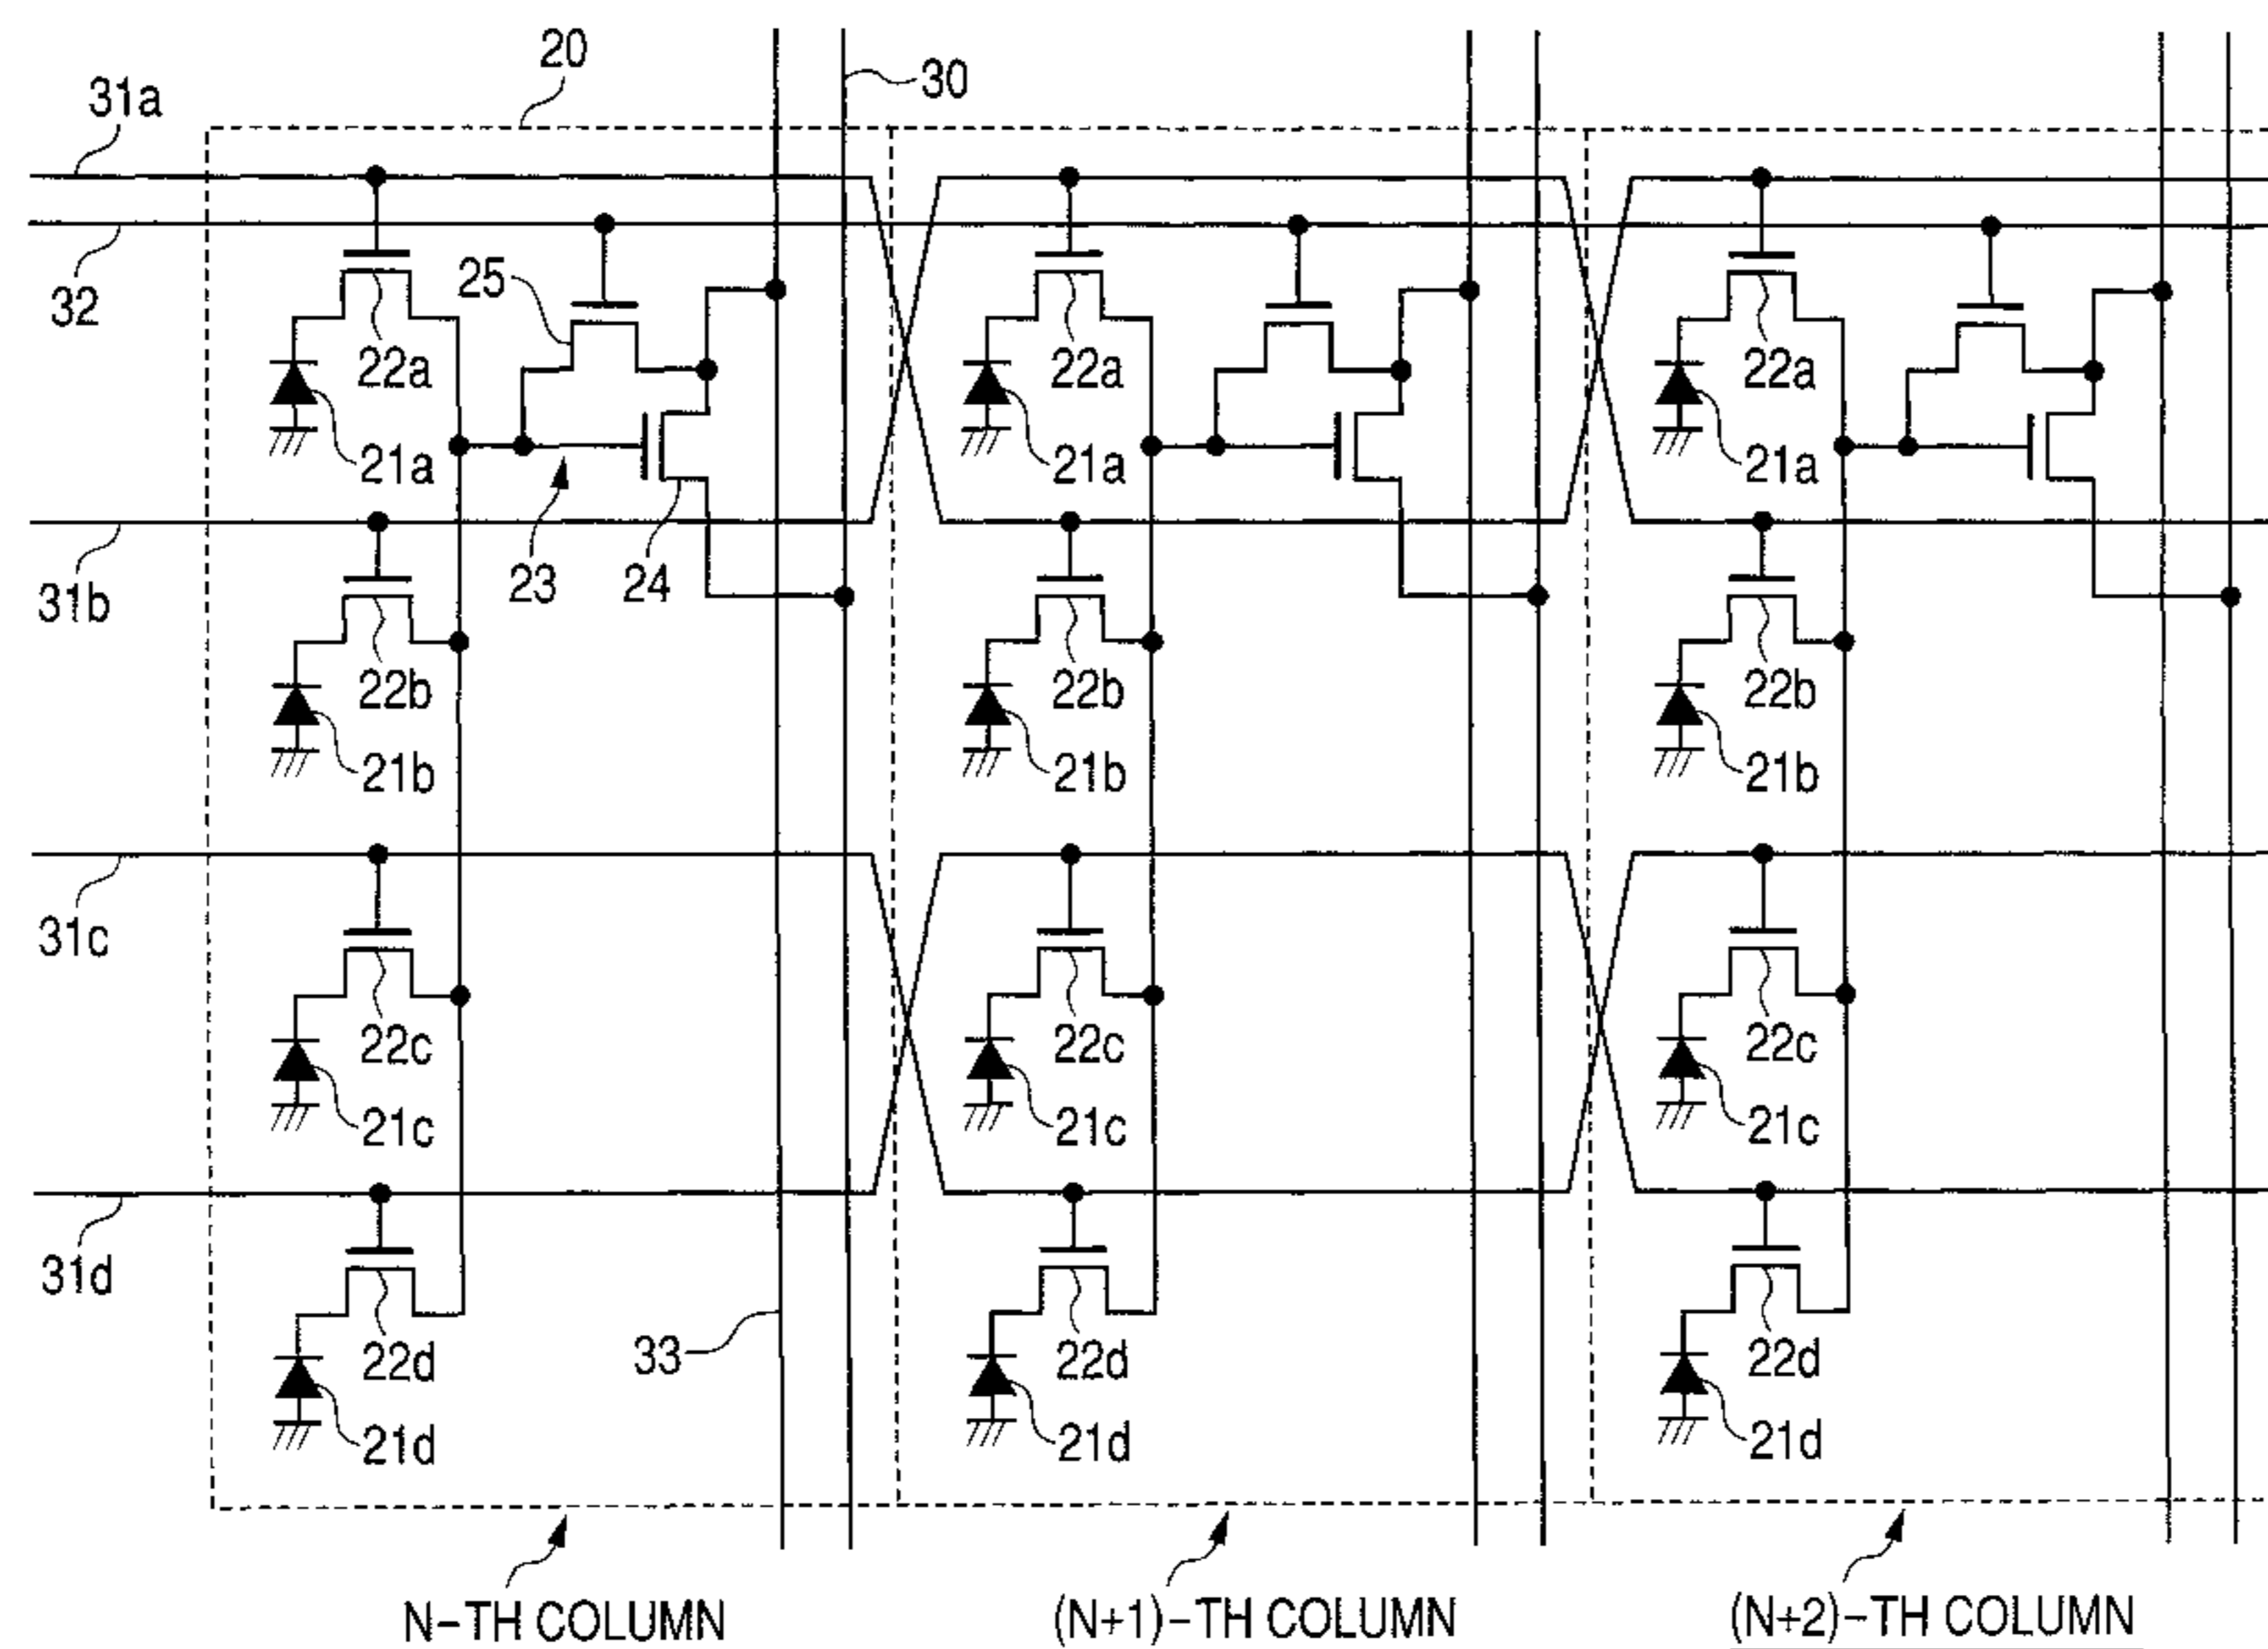 20
30
31a
32
25
22a
22a
22a
21a
21a
21a
31b
23
24
22b
22b
22b
21b
21b
21b
31c
22c
22c
22c
21c
21c
21c
31d
33
22d
22d
22d
21d
21d
21d
N-TH COLUMN
(N+1)-TH COLUMN
(N+2)-TH COLUMN